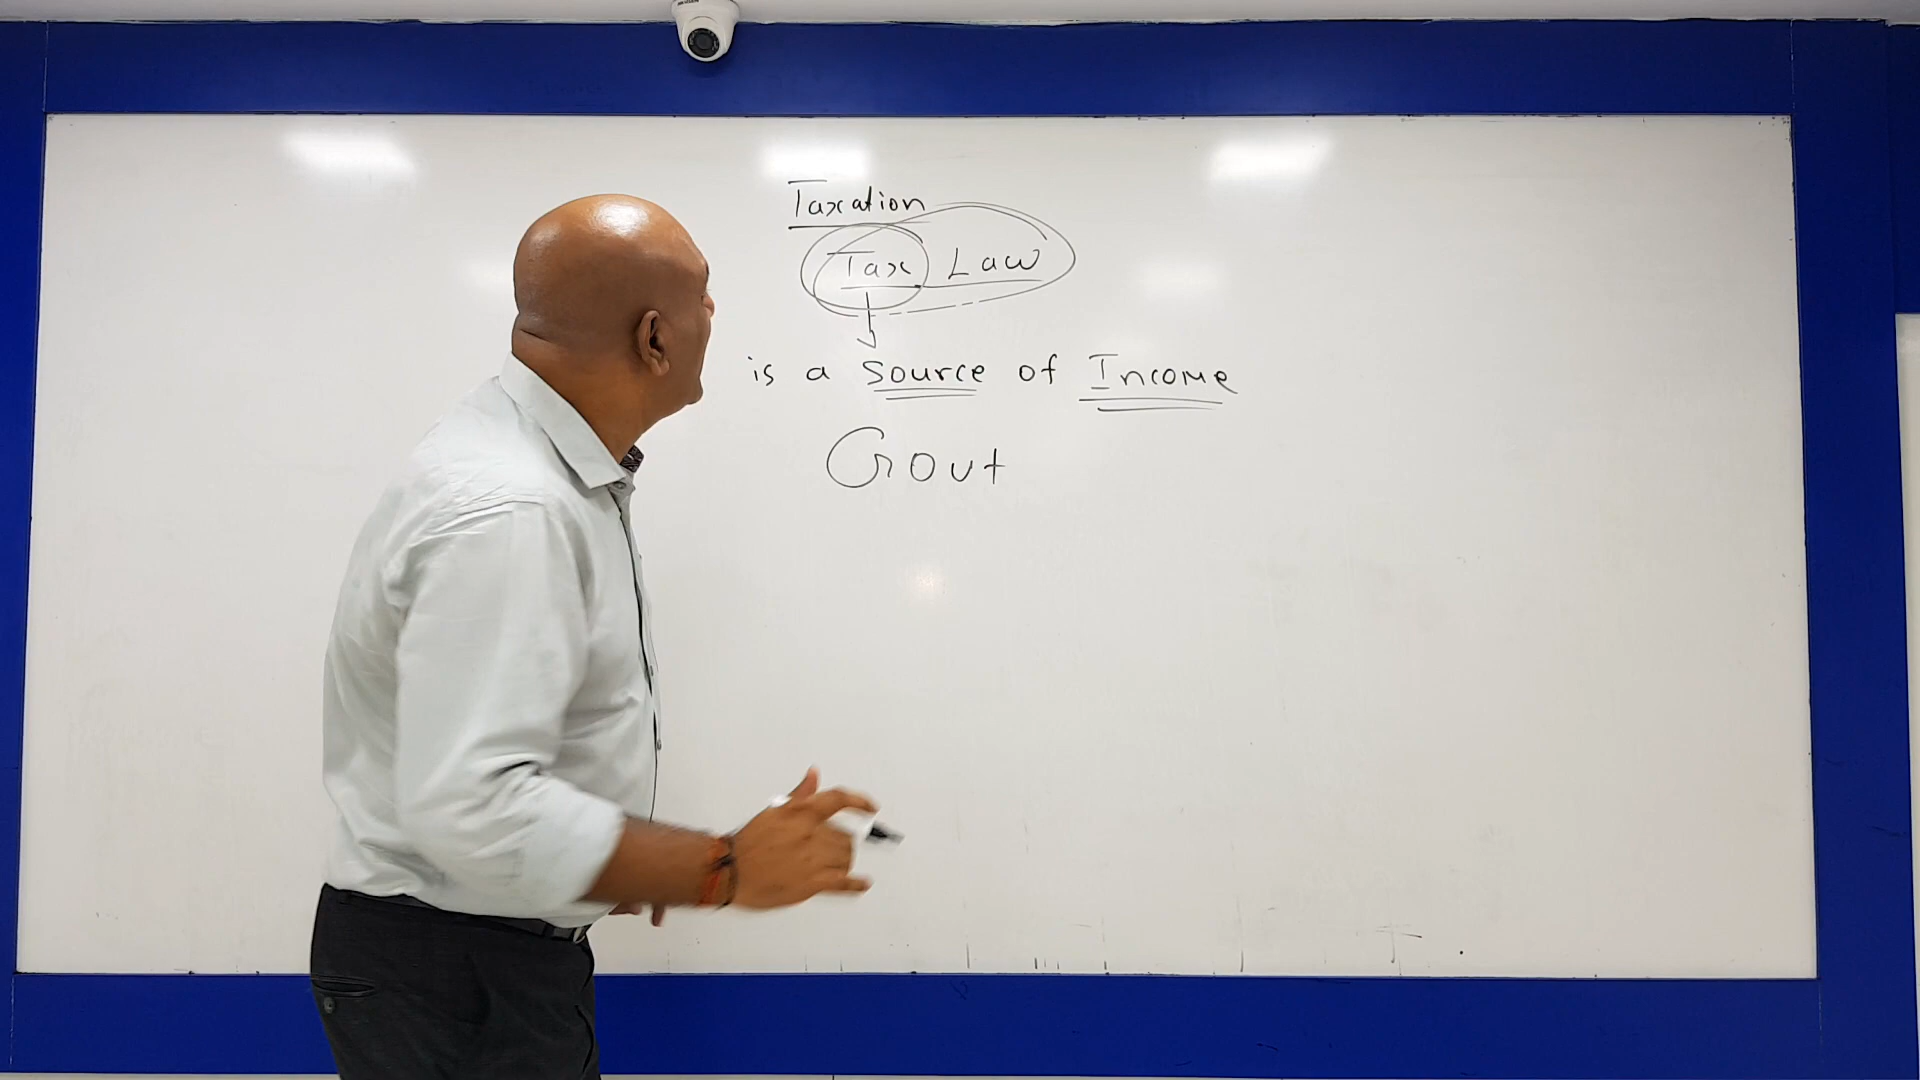 Taxation
Tax Law
is a Source of Income
Govt